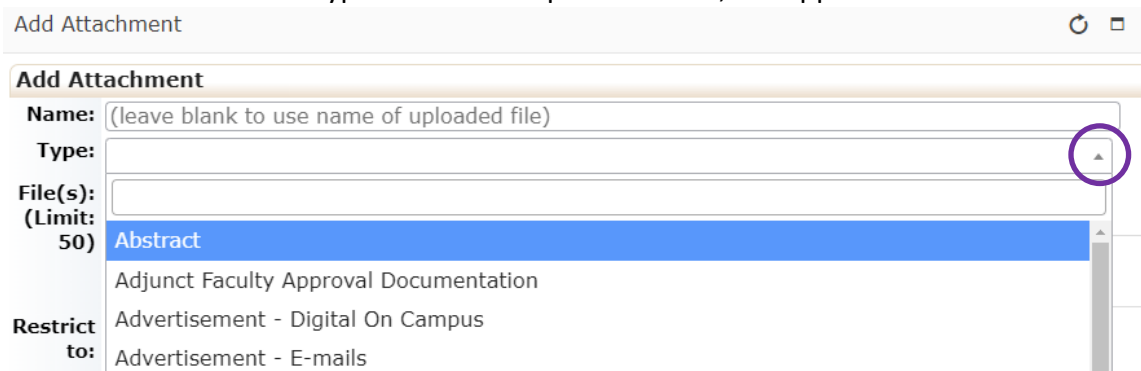 Add Attachment
Add Attachment
Name: (leave blank to use name of uploaded file)
Type:
File(s):
(Limit:
50)
Abstract
Adjunct Faculty Approval Documentation
Restrict
to:
Advertisement - Digital On Campus
Advertisement - E-mails